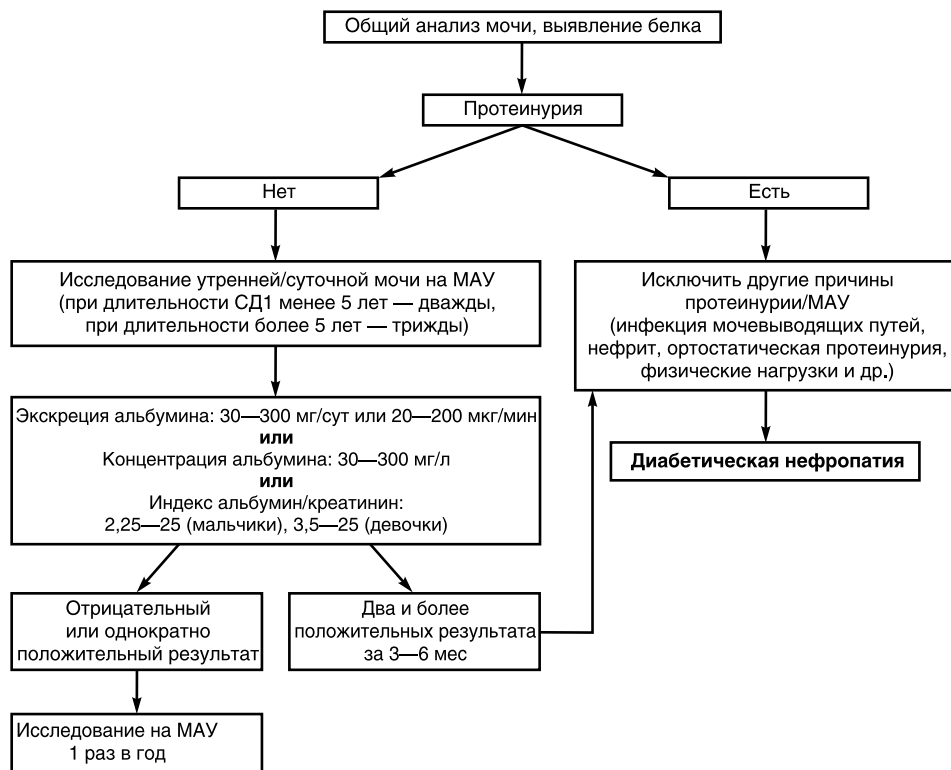 Общий анализ мочи, выявление белка
Протеинурия
Нет
Есть
Исследование утренней/суточной мочи на МАУ
(при длительности СД1 менее 5 лет — дважды,
при длительности более 5 лет — трижды)
Исключить другие причины
протеинурии/МАУ
(инфекция мочевыводящих путей,
нефрит, ортостатическая протеинурия,
физические нагрузки и др.)
Экскреция альбумина: 30—300 мг/сут или 20—200 мкг/мин
или
Концентрация альбумина: 30—300 мг/л
или
Индекс альбумин/креатинин:
2,25—25 (мальчики), 3,5—25 (девочки)
Диабетическая нефропатия
Отрицательный
или однократно
положительный результат
Два и более
положительных результата
за 3—6 мес
Исследование на МАУ
1 раз в год